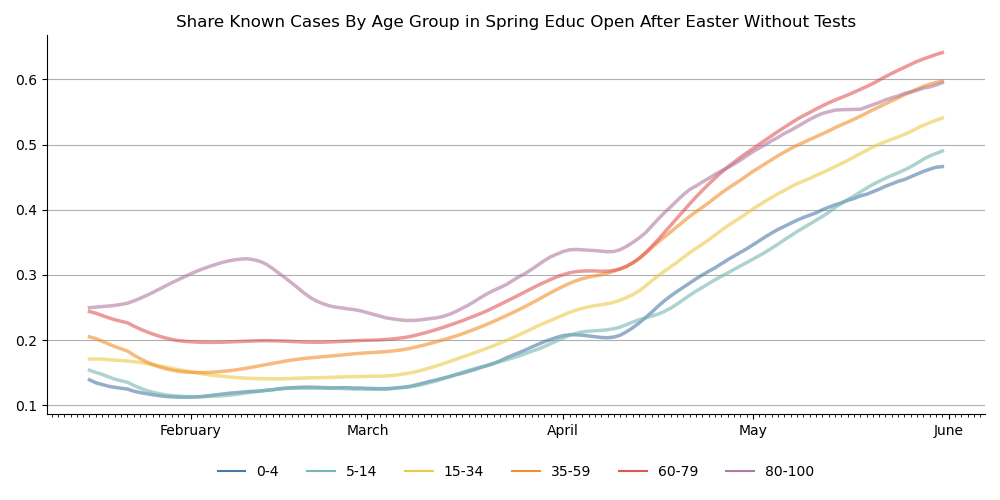 Share Known Cases By Age Group in Spring Educ Open After Easter Without Tests
0.6
0.5
0.4
0.3
0.2
0.1
February March April May June
0-4 5-14 15-34 35-59 60-79 80-100